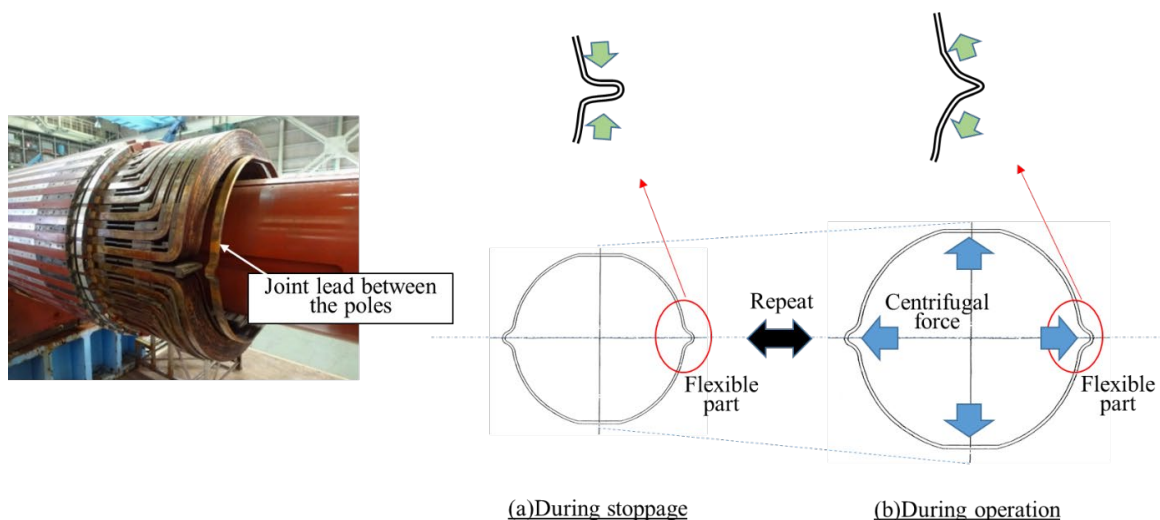 Joint lead between
the poles
Repeat
Centrifugal
force
Flexible
part
Flexible
part
(a)During stoppage
(b)During operation